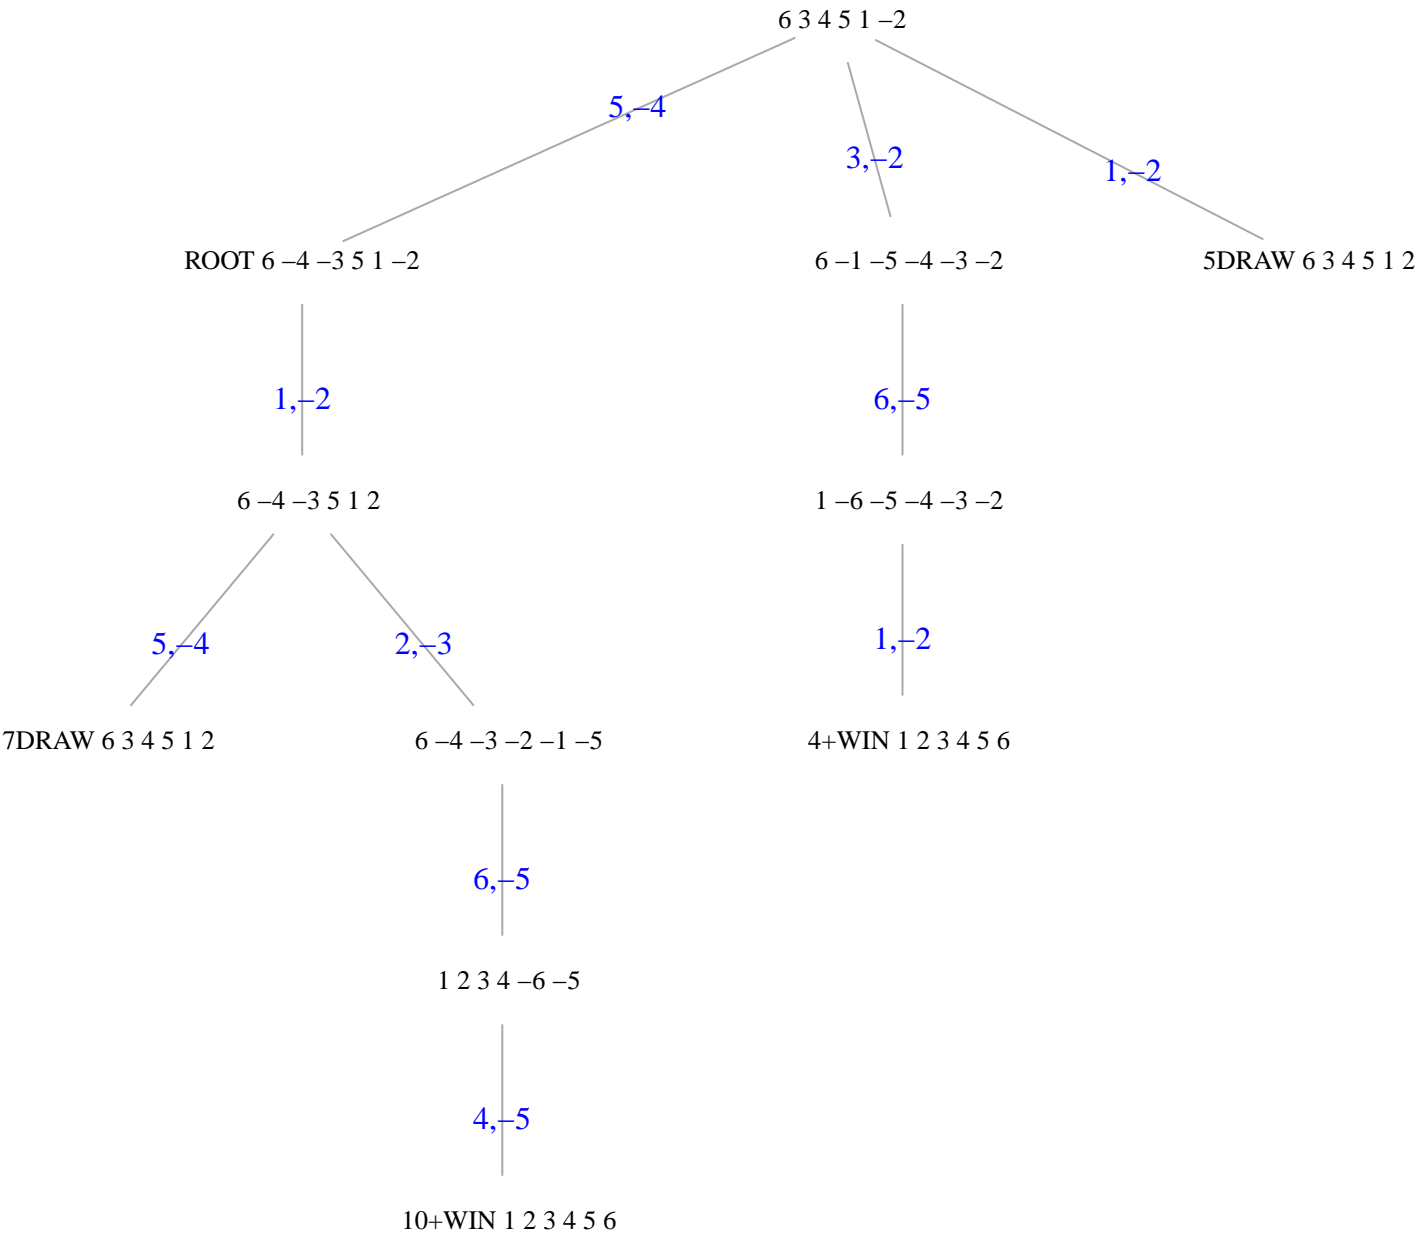 6 3 4 5 1 –2
5,–4
3,–2
1,–2
ROOT 6 –4 –3 5 1 –2
6 –1 –5 –4 –3 –2
5DRAW 6 3 4 5 1 2
1,–2
6,–5
6 –4 –3 5 1 2
1 –6 –5 –4 –3 –2
5,–4
2,–3
1,–2
7DRAW 6 3 4 5 1 2
6 –4 –3 –2 –1 –5
4+WIN 1 2 3 4 5 6
6,–5
1 2 3 4 –6 –5
4,–5
10+WIN 1 2 3 4 5 6